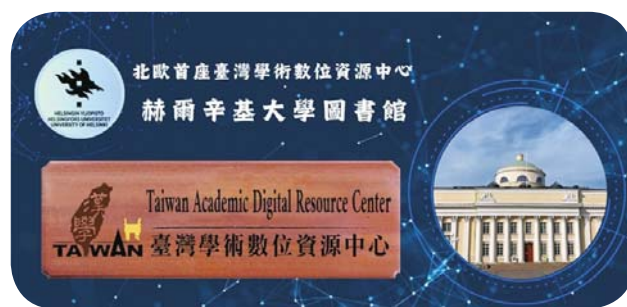 北歐首座臺灣學術數位資源中心
赫爾辛基大學圖書館
HELSINGIN YLIOPISTO
HELSINGFORS UNIVERSITET
UNIVERSITY OF HELSINKI
漢學
TAIWAN
Taiwan Academic Digital Resource Center
臺灣學術數位資源中心